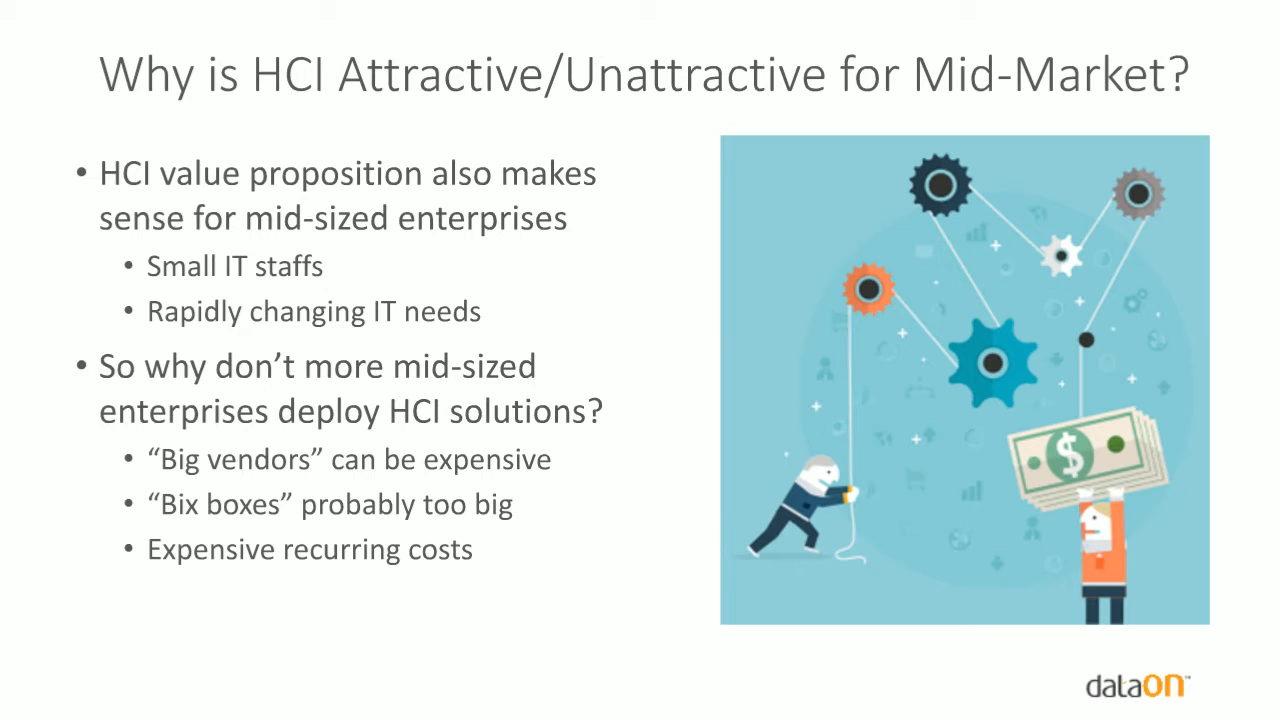 Why is HCI Attractive/Unattractive for Mid-Market?
• HCI value proposition also makes
sense for mid-sized enterprises
• Small IT staffs
• Rapidly changing IT needs
• So why don’t more mid-sized
enterprises deploy HCI solutions?
• “Big vendors” can be expensive
• “Bix boxes” probably too big
• Expensive recurring costs
$
dataON™